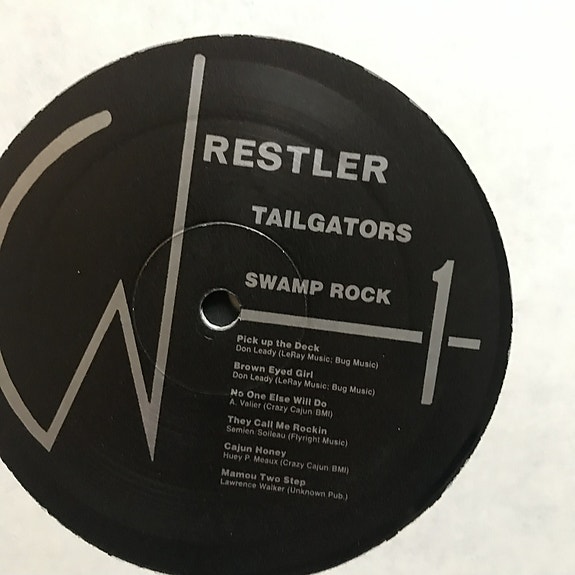 WRESTLER
TAILGATORS
SWAMP ROCK
1
Pick up the Deck
Don Leady (LeRay Music; Bug Music)
Brown Eyed Girl
Don Leady (LeRay Music; Bug Music)
No One Else Will Do
A. Valier (Crazy Cajun BMI)
They Call Me Rockin
Semien Soileau (Flyright Music)
Cajun Honey
Huey P. Meaux (Crazy Cajun BMI)
Mamou Two Step
Lawrence Walker (Unknown Pub.)